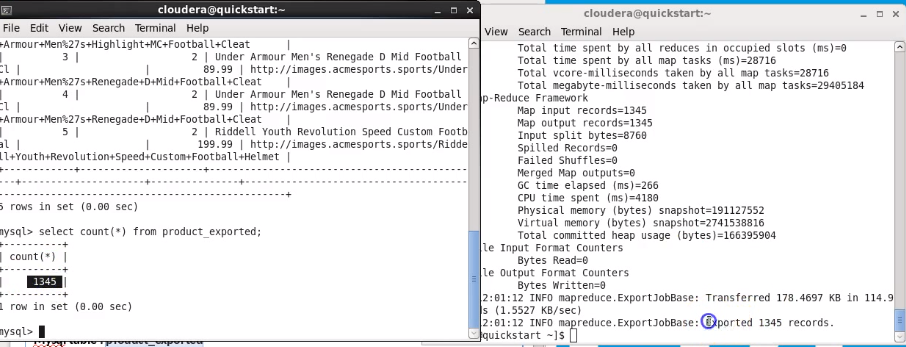 cloudera@quickstart:~
File Edit View Search Terminal Help
+Armour+Men%27s+Highlight+MC+Football+Cleat |
| 3 | 2 | Under Armour Men's Renegade D Mid Football
Cl | | 89.99 | http://images.acmesports.sports/Under
+Armour+Men%27s+Renegade+D+Mid+Football+Cleat |
| 4 | 2 | Under Armour Men's Renegade D Mid Football
Cl | | 89.99 | http://images.acmesports.sports/Under
+Armour+Men%27s+Renegade+D+Mid+Football+Cleat |
| 5 | 2 | Riddell Youth Revolution Speed Custom Footb
al | | 199.99 | http://images.acmesports.sports/Ridde
ll+Youth+Revolution+Speed+Custom+Football+Helmet |
5 rows in set (0.00 sec)
mysql> select count(*) from product_exported;
+----------+
| count(*) |
+----------+
| 1345 |
+----------+
1 row in set (0.00 sec)
mysql>
cloudera@quickstart:~
View Search Terminal Help
Total time spent by all reduces in occupied slots (ms)=0
Total time spent by all map tasks (ms)=28716
Total vcore-milliseconds taken by all map tasks=28716
Total megabyte-milliseconds taken by all map tasks=29405184
ap-Reduce Framework
Map input records=1345
Map output records=1345
Input split bytes=8760
Spilled Records=0
Failed Shuffles=0
Merged Map outputs=0
GC time elapsed (ms)=266
CPU time spent (ms)=4180
Physical memory (bytes) snapshot=191127552
Virtual memory (bytes) snapshot=2741538816
Total committed heap usage (bytes)=166395904
le Input Format Counters
Bytes Read=0
le Output Format Counters
Bytes Written=0
12:01:12 INFO mapreduce.ExportJobBase: Transferred 178.4697 KB in 114.9
ds (1.5527 KB/sec)
12:01:12 INFO mapreduce.ExportJobBase: Exported 1345 records.
@quickstart ~]$